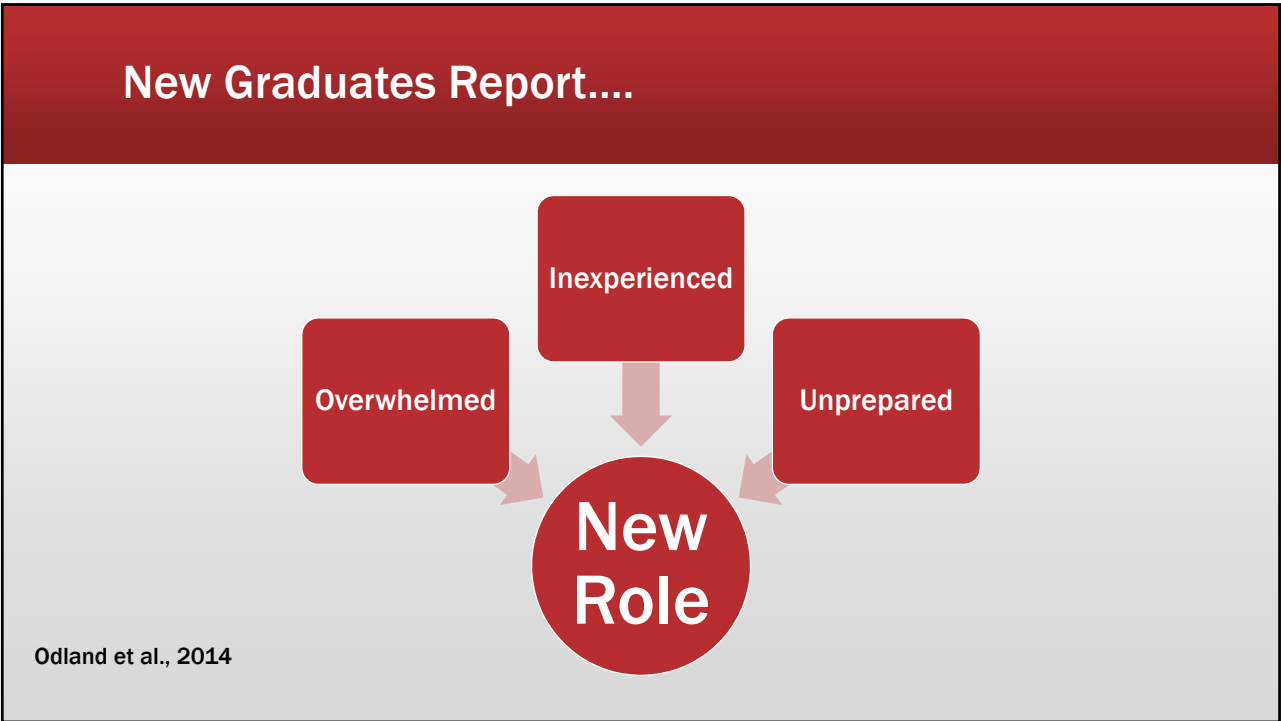 New Graduates Report....
Inexperienced
Overwhelmed
Unprepared
New
Role
Odland et al., 2014